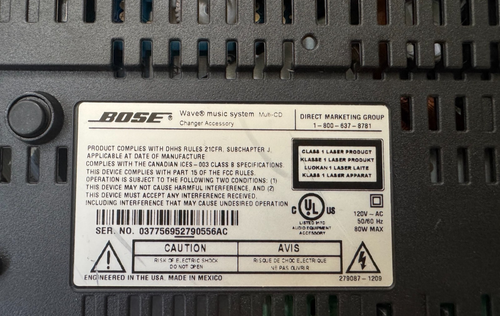 BOSE® Wave® music system Multi-CD
Changer Accessory
DIRECT MARKETING GROUP
1-800-637-8781
PRODUCT COMPLIES WITH DHHS RULES 21CFR, SUBCHAPTER J,
APPLICABLE AT DATE OF MANUFACTURE
COMPLIES WITH THE CANADIAN ICES-003 CLASS B SPECIFICATIONS
THIS DEVICE COMPLIES WITH PART 15 OF THE FCC RULES.
OPERATION IS SUBJECT TO THE FOLLOWING TWO CONDITIONS: (1)
THIS DEVICE MAY NOT CAUSE HARMFUL INTERFERENCE, AND (2)
THIS DEVICE MUST ACCEPT ANY INTERFERENCE RECEIVED,
INCLUDING INTERFERENCE THAT MAY CAUSE UNDESIRED OPERATION
CLASS 1 LASER PRODUCT
KLASSE 1 LASER PRODUKT
LUOKAN 1 LASER LAITE
KLASS 1 LASER APPARAT
C UL® US
LISTED
AUDIO EQUIPMENT
ACCESSORY
120V ~ AC
50/60 Hz
80W MAX
SER. NO. 037756952790556AC
CAUTION
RISK OF ELECTRIC SHOCK
DO NOT OPEN
AVIS
RISQUE DE CHOC ELECTRIQUE
NE PAS OUVRIR
ENGINEERED IN THE USA. MADE IN MEXICO
279087-1209